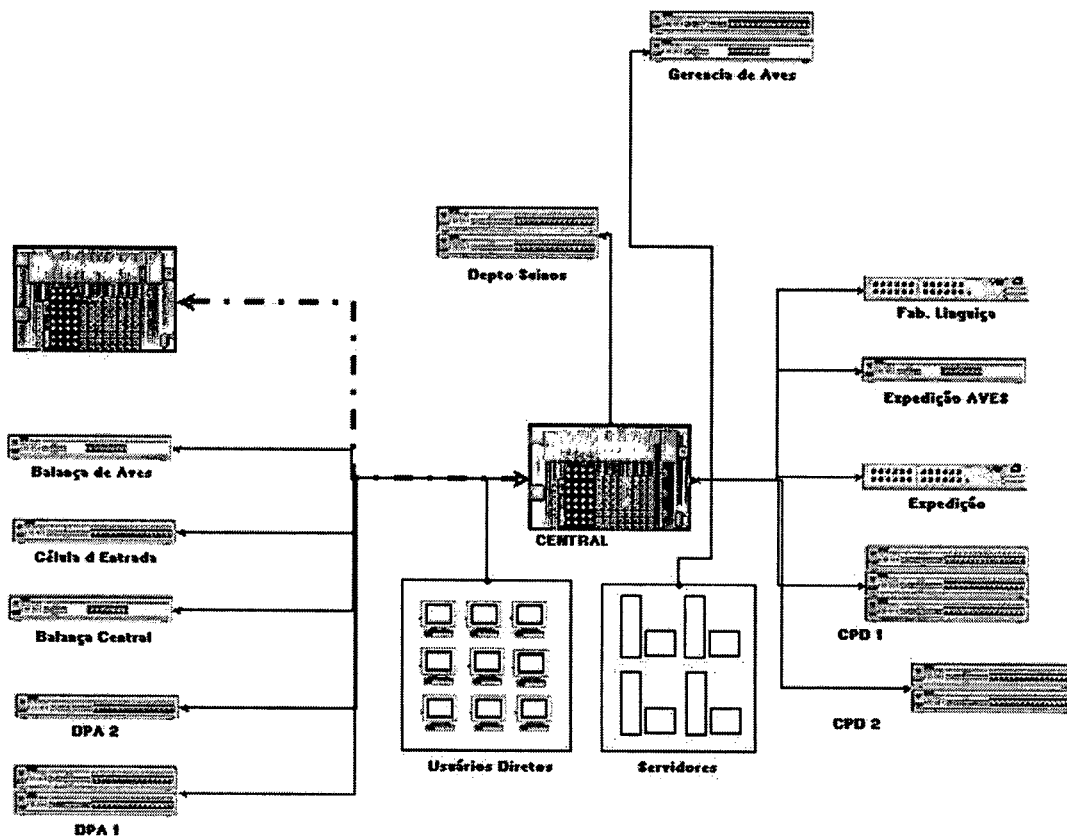 Gerencia de Aves
Depto Suinos
Fab. Linguiça
Expedição AVES
Balança de Aves
Expedição
CENTRAL
Célula d Entrada
Balança Central
CPD 1
DPA 2
CPD 2
Usuários Diretos
Servidores
DPA 1